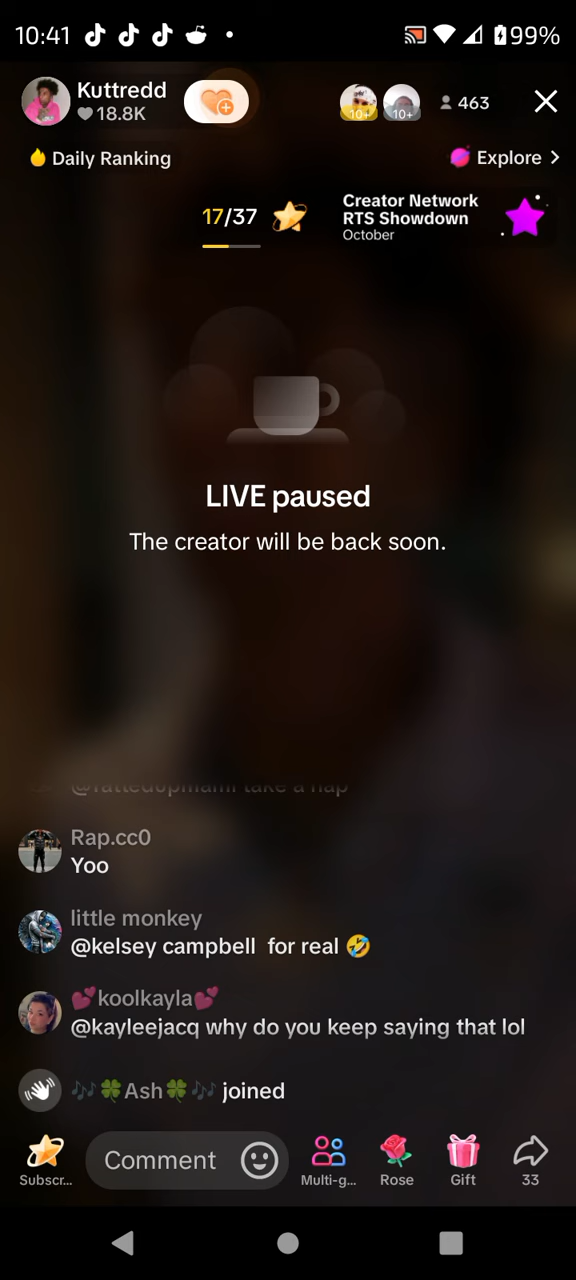 10:41
99%
Kuttredd
18.8K
463
Daily Ranking
Explore
17/37
Creator Network
RTS Showdown
October
LIVE paused
The creator will be back soon.
take a nap
Rap.cc0
Yoo
little monkey
@kelsey campbell for real 🤣
💕koolkayla💕
@kayleejacq why do you keep saying that lol
🎶🍀Ash🍀🎶 joined
Subscr...
Comment
Multi-g...
Rose
Gift
33